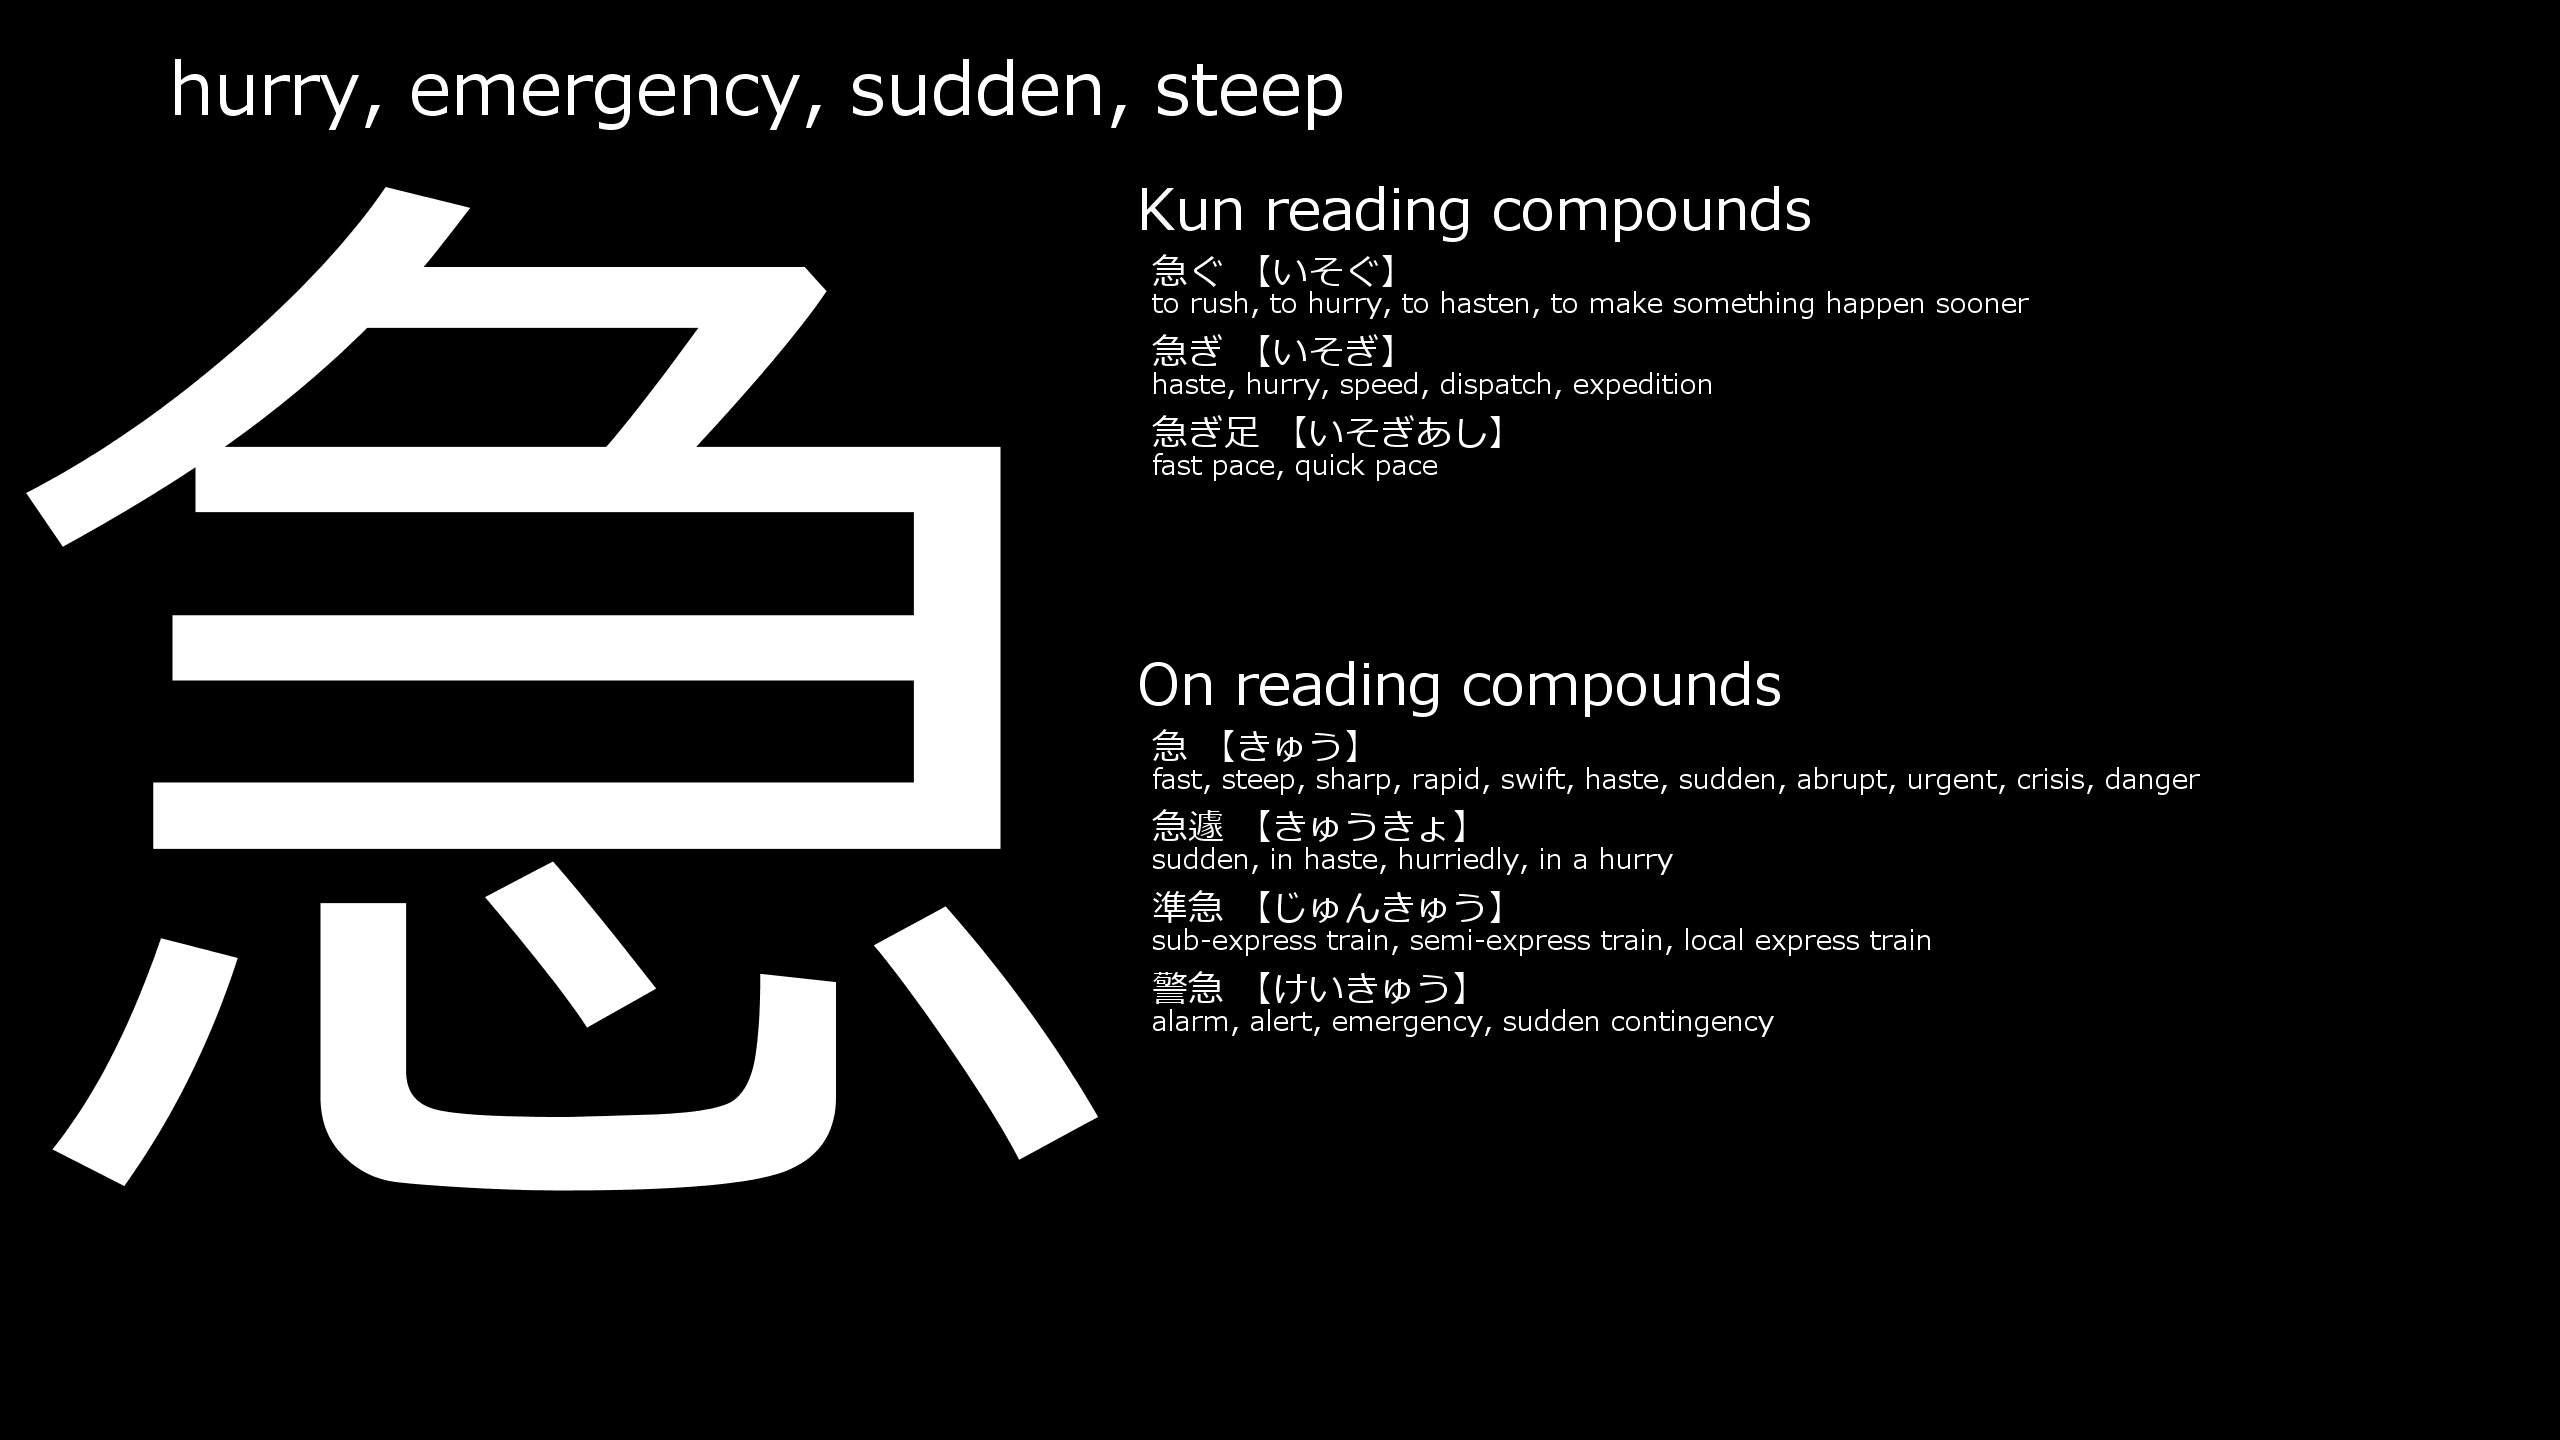 hurry, emergency, sudden, steep
急
Kun reading compounds
急ぐ 【いそぐ】
to rush, to hurry, to hasten, to make something happen sooner
急ぎ 【いそぎ】
haste, hurry, speed, dispatch, expedition
急ぎ足 【いそぎあし】
fast pace, quick pace
On reading compounds
急 【きゅう】
fast, steep, sharp, rapid, swift, haste, sudden, abrupt, urgent, crisis, danger
急遽 【きゅうきょ】
sudden, in haste, hurriedly, in a hurry
準急 【じゅんきゅう】
sub-express train, semi-express train, local express train
警急 【けいきゅう】
alarm, alert, emergency, sudden contingency